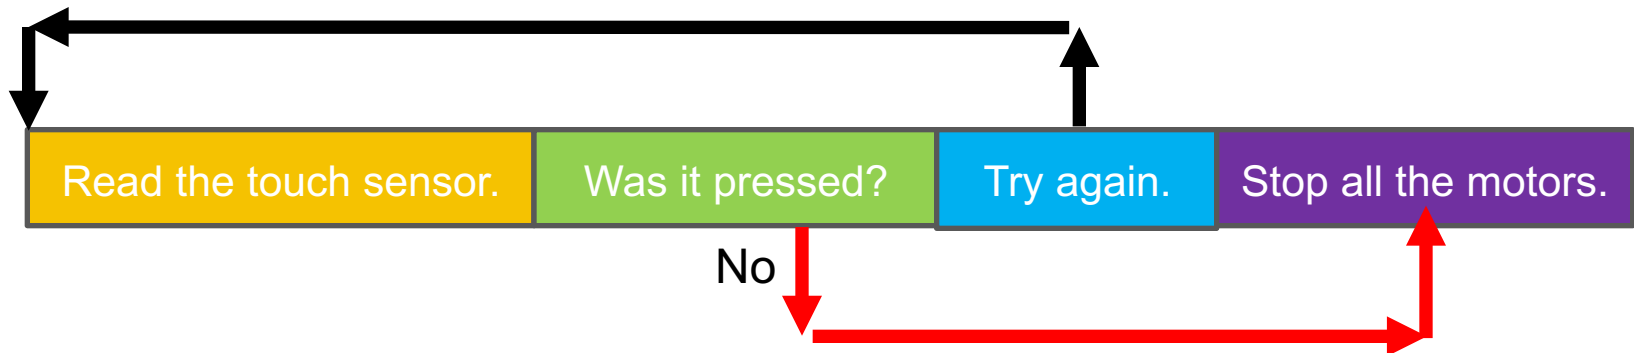 Read the touch sensor.
Was it pressed?
Try again.
Stop all the motors.
No